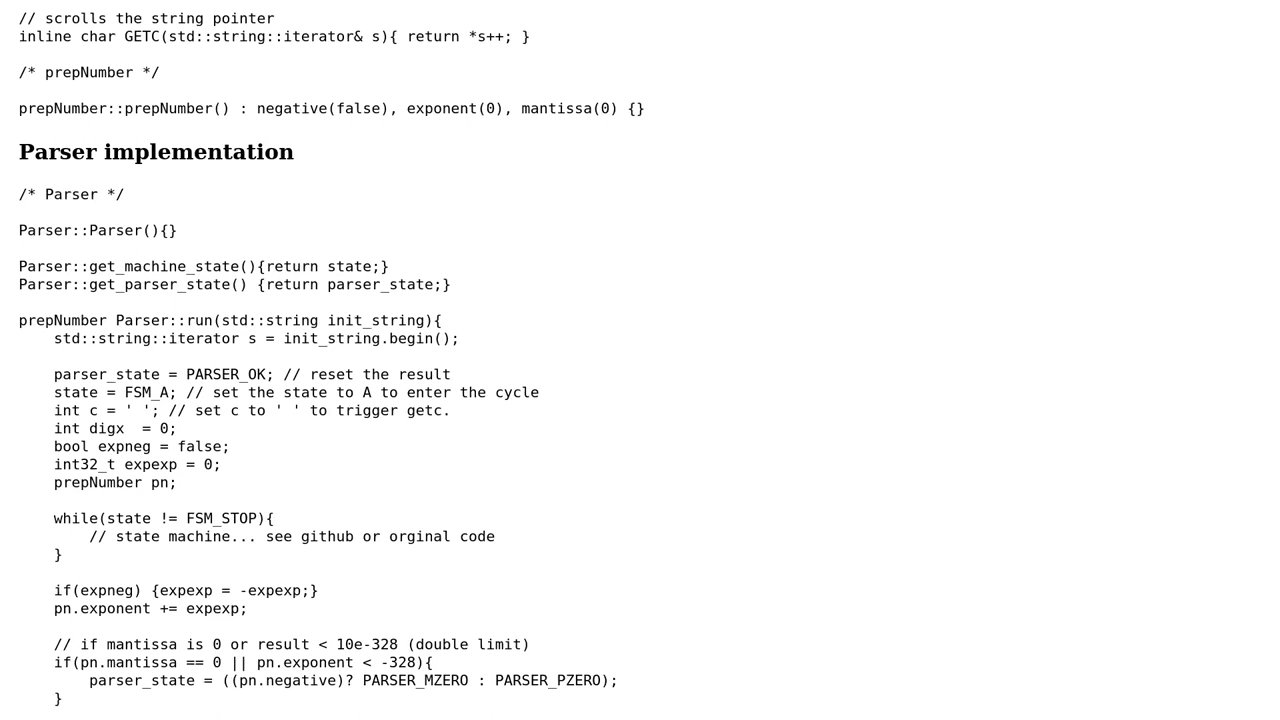 // scrolls the string pointer
inline char GETC(std::string::iterator& s){ return *s++; }
/* prepNumber */
prepNumber::prepNumber() : negative(false), exponent(0), mantissa(0) {}
Parser implementation
/* Parser */
Parser::Parser(){}
Parser::get_machine_state(){return state;}
Parser::get_parser_state() {return parser_state;}
prepNumber Parser::run(std::string init_string){
    std::string::iterator s = init_string.begin();
    parser_state = PARSER_OK; // reset the result
    state = FSM_A; // set the state to A to enter the cycle
    int c = ' '; // set c to ' ' to trigger getc.
    int digx  = 0;
    bool expneg = false;
    int32_t expexp = 0;
    prepNumber pn;
    while(state != FSM_STOP){
        // state machine... see github or orginal code
    }
    if(expneg) {expexp = -expexp;}
    pn.exponent += expexp;
    // if mantissa is 0 or result < 10e-328 (double limit)
    if(pn.mantissa == 0 || pn.exponent < -328){
        parser_state = ((pn.negative)? PARSER_MZERO : PARSER_PZERO);
    }